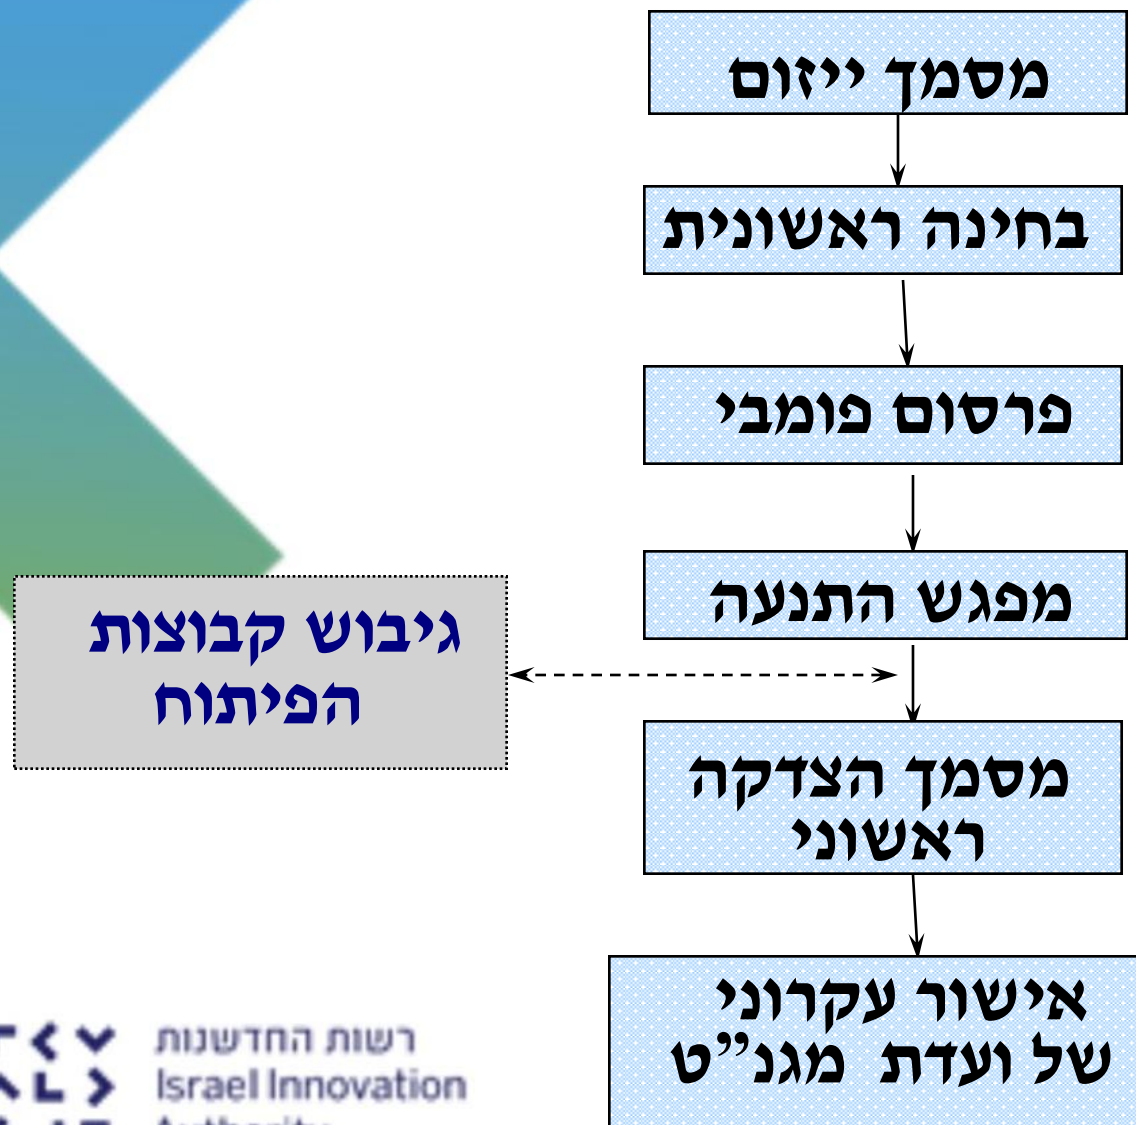 מסמך ייזום
בחינה ראשונית
פרסום פומבי
מפגש התנעה
גיבוש קבוצות
הפיתוח
מסמך הצדקה
ראשוני
אישור עקרוני
של ועדת מגנ”ט
רשות החדשנות
Israel Innovation